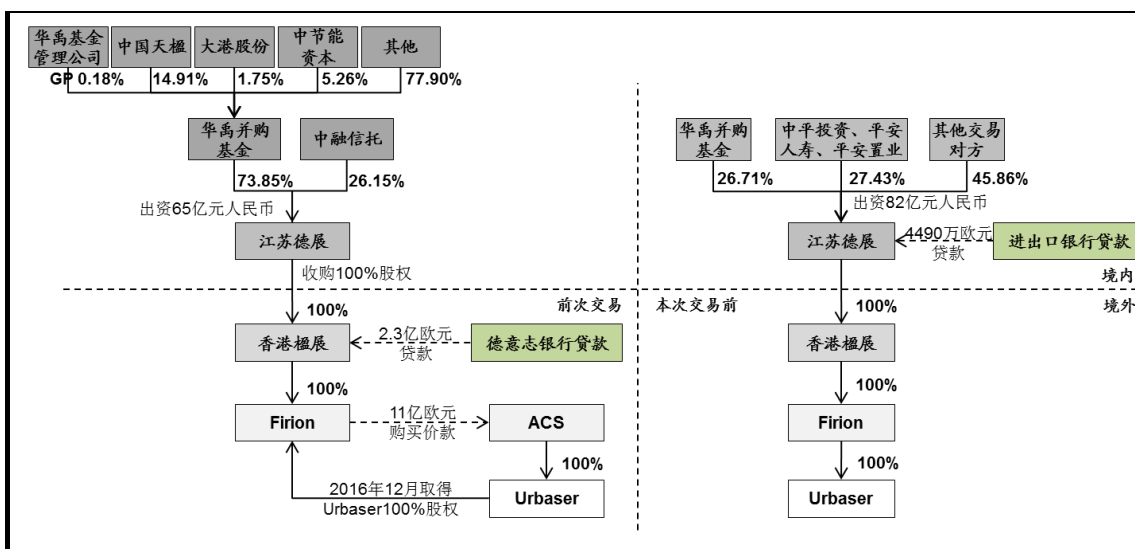 华禹基金
管理公司
中国天楹
大港股份
中节能
资本
其他
GP 0.18%
14.91%
1.75%
5.26%
77.90%
华禹并购
基金
中融信托
73.85%
26.15%
出资65亿元人民币
江苏德展
收购100%股权
前次交易
100%
香港楹展
2.3亿欧元
贷款
德意志银行贷款
100%
Firion
11亿欧元
购买价款
ACS
100%
2016年12月取得
Urbaser100%股权
Urbaser
华禹并购
基金
中平投资、平安
人寿、平安置业
其他交易
对方
26.71%
27.43%
45.86%
出资82亿元人民币
江苏德展
4490万欧元
贷款
进出口银行贷款
境内
本次交易前
境外
100%
香港楹展
100%
Firion
100%
Urbaser